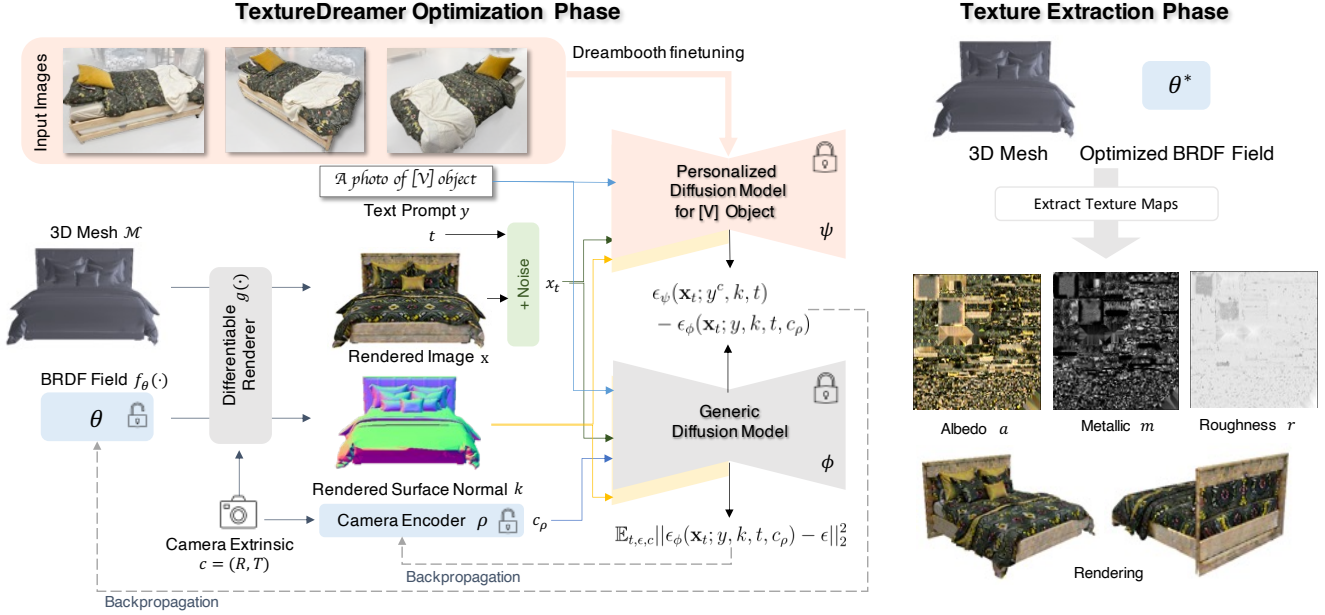 TextureDreamer Optimization Phase
Input Images
Dreambooth finetuning
A photo of [V] object
Text Prompt y
t
+ Noise
x_t
Personalized
Diffusion Model
for [V] Object
ψ
3D Mesh ℳ
Differentiable
Renderer g(·)
Rendered Image x
ϵ_ψ(x_t; y^c, k, t)
− ϵ_ϕ(x_t; y, k, t, c_ρ)
BRDF Field f_θ(·)
θ
Generic
Diffusion Model
ϕ
Rendered Surface Normal k
Camera Encoder ρ
c_ρ
Camera Extrinsic
c = (R, T)
𝔼_{t,ϵ,c}||ϵ_ϕ(x_t; y, k, t, c_ρ) − ϵ||_2^2
Backpropagation
Backpropagation
Texture Extraction Phase
θ*
3D Mesh
Optimized BRDF Field
Extract Texture Maps
Albedo a
Metallic m
Roughness r
Rendering